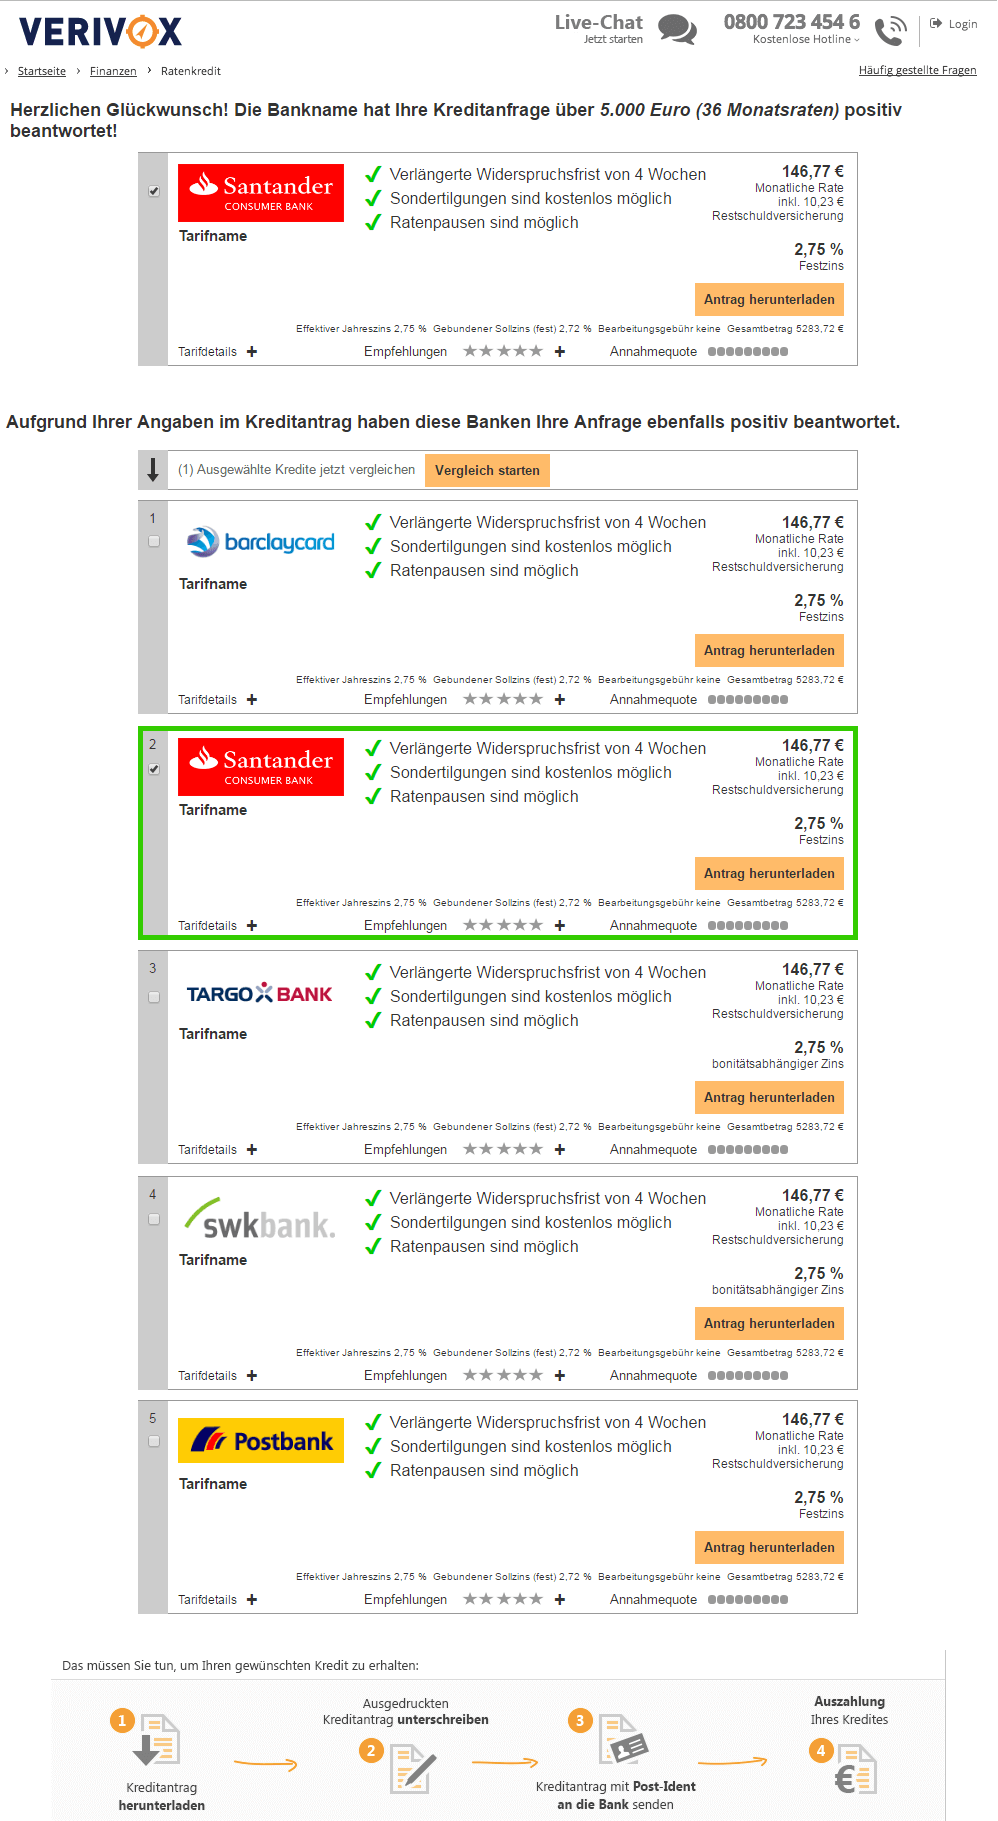 VERIVOX
Live-Chat
Jetzt starten
0800 723 454 6
Kostenlose Hotline
Login
› Startseite › Finanzen › Ratenkredit
Häufig gestellte Fragen
Herzlichen Glückwunsch! Die Bankname hat Ihre Kreditanfrage über 5.000 Euro (36 Monatsraten) positiv
beantwortet!
Santander
CONSUMER BANK
Tarifname
Verlängerte Widerspruchsfrist von 4 Wochen
Sondertilgungen sind kostenlos möglich
Ratenpausen sind möglich
146,77 €
Monatliche Rate
inkl. 10,23 €
Restschuldversicherung
2,75 %
Festzins
Antrag herunterladen
Effektiver Jahreszins 2,75 % Gebundener Sollzins (fest) 2,72 % Bearbeitungsgebühr keine Gesamtbetrag 5283,72 €
Tarifdetails + Empfehlungen ★★★★★ + Annahmequote
Aufgrund Ihrer Angaben im Kreditantrag haben diese Banken Ihre Anfrage ebenfalls positiv beantwortet.
(1) Ausgewählte Kredite jetzt vergleichen Vergleich starten
1
barclaycard
Tarifname
Verlängerte Widerspruchsfrist von 4 Wochen
Sondertilgungen sind kostenlos möglich
Ratenpausen sind möglich
146,77 €
Monatliche Rate
inkl. 10,23 €
Restschuldversicherung
2,75 %
Festzins
Antrag herunterladen
Effektiver Jahreszins 2,75 % Gebundener Sollzins (fest) 2,72 % Bearbeitungsgebühr keine Gesamtbetrag 5283,72 €
Tarifdetails + Empfehlungen ★★★★★ + Annahmequote
2
Santander
CONSUMER BANK
Tarifname
Verlängerte Widerspruchsfrist von 4 Wochen
Sondertilgungen sind kostenlos möglich
Ratenpausen sind möglich
146,77 €
Monatliche Rate
inkl. 10,23 €
Restschuldversicherung
2,75 %
Festzins
Antrag herunterladen
Effektiver Jahreszins 2,75 % Gebundener Sollzins (fest) 2,72 % Bearbeitungsgebühr keine Gesamtbetrag 5283,72 €
Tarifdetails + Empfehlungen ★★★★★ + Annahmequote
3
TARGO BANK
Tarifname
Verlängerte Widerspruchsfrist von 4 Wochen
Sondertilgungen sind kostenlos möglich
Ratenpausen sind möglich
146,77 €
Monatliche Rate
inkl. 10,23 €
Restschuldversicherung
2,75 %
bonitätsabhängiger Zins
Antrag herunterladen
Effektiver Jahreszins 2,75 % Gebundener Sollzins (fest) 2,72 % Bearbeitungsgebühr keine Gesamtbetrag 5283,72 €
Tarifdetails + Empfehlungen ★★★★★ + Annahmequote
4
swkbank.
Tarifname
Verlängerte Widerspruchsfrist von 4 Wochen
Sondertilgungen sind kostenlos möglich
Ratenpausen sind möglich
146,77 €
Monatliche Rate
inkl. 10,23 €
Restschuldversicherung
2,75 %
bonitätsabhängiger Zins
Antrag herunterladen
Effektiver Jahreszins 2,75 % Gebundener Sollzins (fest) 2,72 % Bearbeitungsgebühr keine Gesamtbetrag 5283,72 €
Tarifdetails + Empfehlungen ★★★★★ + Annahmequote
5
Postbank
Tarifname
Verlängerte Widerspruchsfrist von 4 Wochen
Sondertilgungen sind kostenlos möglich
Ratenpausen sind möglich
146,77 €
Monatliche Rate
inkl. 10,23 €
Restschuldversicherung
2,75 %
Festzins
Antrag herunterladen
Effektiver Jahreszins 2,75 % Gebundener Sollzins (fest) 2,72 % Bearbeitungsgebühr keine Gesamtbetrag 5283,72 €
Tarifdetails + Empfehlungen ★★★★★ + Annahmequote
Das müssen Sie tun, um Ihren gewünschten Kredit zu erhalten:
1
Kreditantrag
herunterladen
Ausgedruckten
Kreditantrag unterschreiben
2
3
Kreditantrag mit Post-Ident
an die Bank senden
Auszahlung
Ihres Kredites
4
€